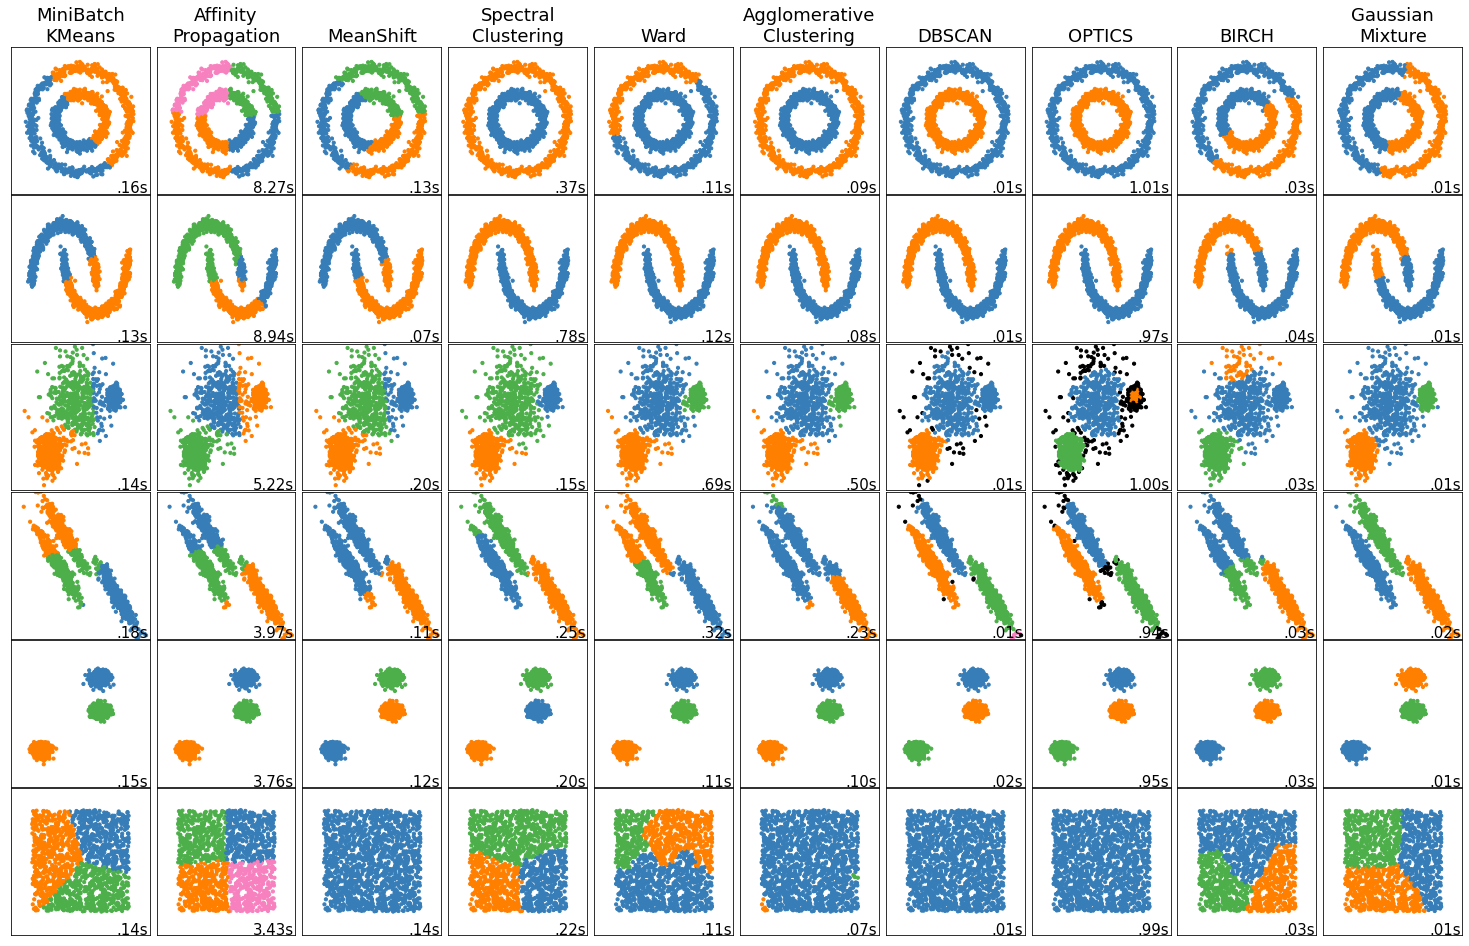 MiniBatch
KMeans
Affinity
Propagation
MeanShift
Spectral
Clustering
Ward
Agglomerative
Clustering
DBSCAN
OPTICS
BIRCH
Gaussian
Mixture
.16s 8.27s .13s .37s .11s .09s .01s 1.01s .03s .01s
.13s 8.94s .07s .78s .12s .08s .01s .97s .04s .01s
.14s 5.22s .20s .15s .69s .50s .01s 1.00s .03s .01s
.18s 3.97s .11s .25s .32s .23s .01s .94s .03s .02s
.15s 3.76s .12s .20s .11s .10s .02s .95s .03s .01s
.14s 3.43s .14s .22s .11s .07s .01s .99s .03s .01s